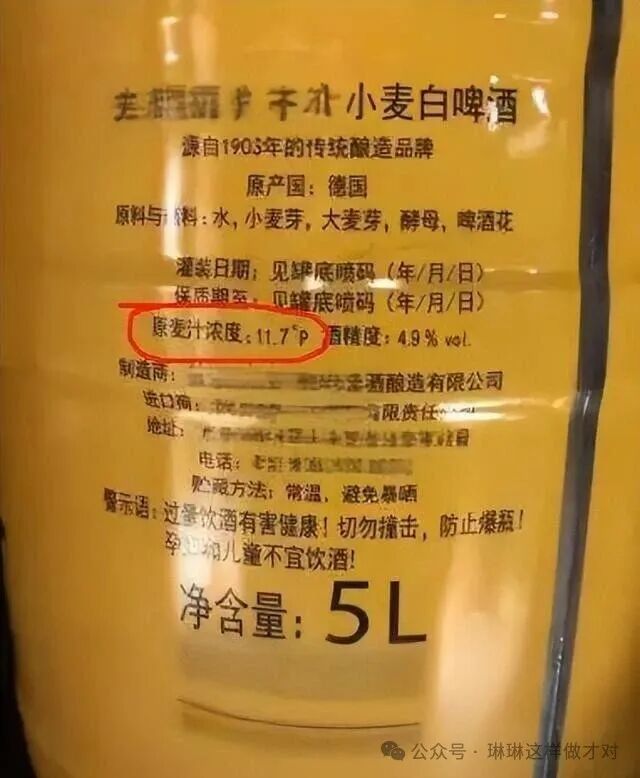 小麦白啤酒
源自1903年的传统酿造品牌
原产国：德国
原料与辅料：水，小麦芽，大麦芽，酵母，啤酒花
灌装日期：见罐底喷码（年/月/日）
保质期至：见罐底喷码（年/月/日）
原麦汁浓度：11.7°P 酒精度：4.9% vol.
制造商：酒酿造有限公司
进口商：有限责任公司
地址：
电话：
贮藏方法：常温，避免暴晒
警示语：过量饮酒有害健康！切勿撞击，防止爆瓶！
孕妇和儿童不宜饮酒！
净含量：5L
公众号·琳琳这样做才对